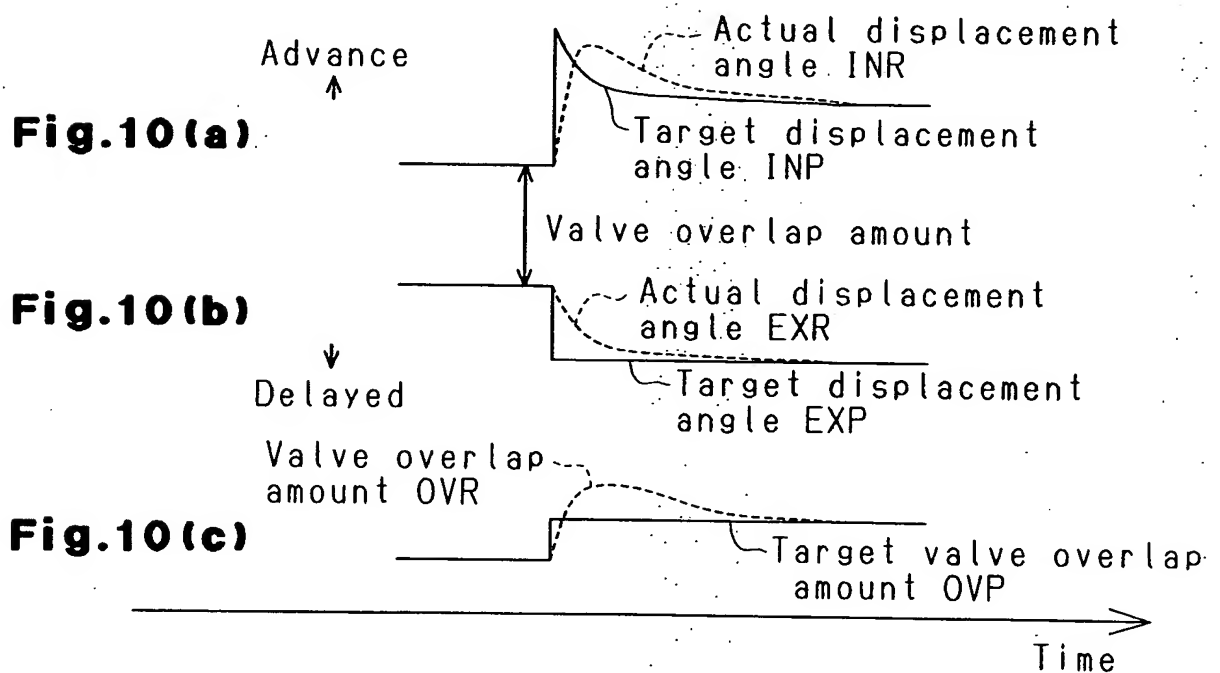 Advance
Actual displacement
angle INR
Fig.10(a)
Target displacement
angle INP
Valve overlap amount
Fig.10(b)
Actual displacement
angle EXR
Delayed
Target displacement
angle EXP
Valve overlap
amount OVR
Fig.10(c)
Target valve overlap
amount OVP
Time